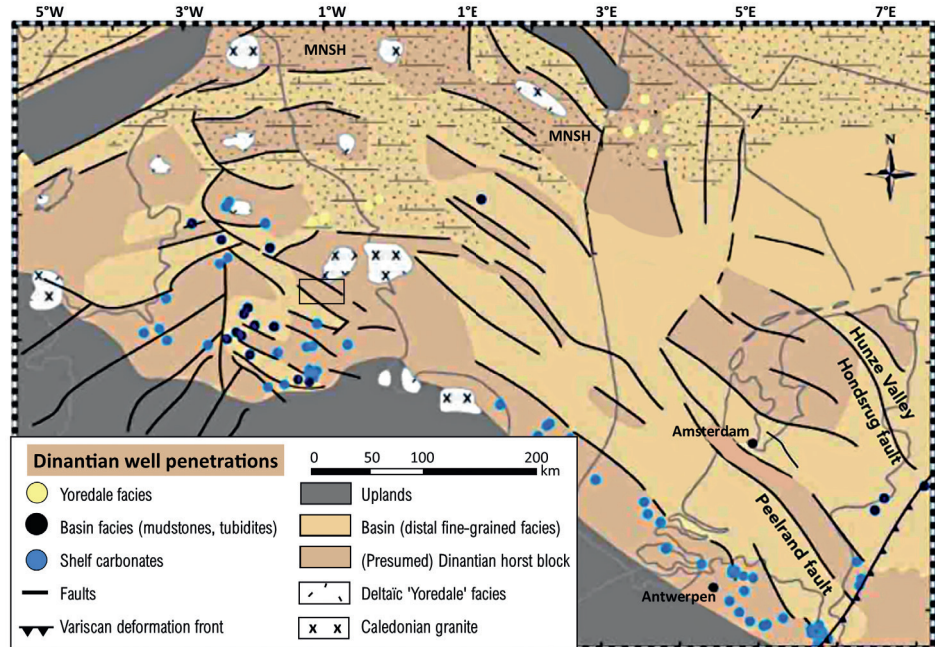 5°W 3°W 1°W 1°E 3°E 5°E 7°E
MNSH
MNSH
N
Hunze Valley
Hondsrug fault
Amsterdam
Peelrand fault
Antwerpen
Dinantian well penetrations
Yoredale facies
Basin facies (mudstones, tubidites)
Shelf carbonates
Faults
Variscan deformation front
0 50 100 200
km
Uplands
Basin (distal fine-grained facies)
(Presumed) Dinantian horst block
Deltaïc 'Yoredale' facies
Caledonian granite